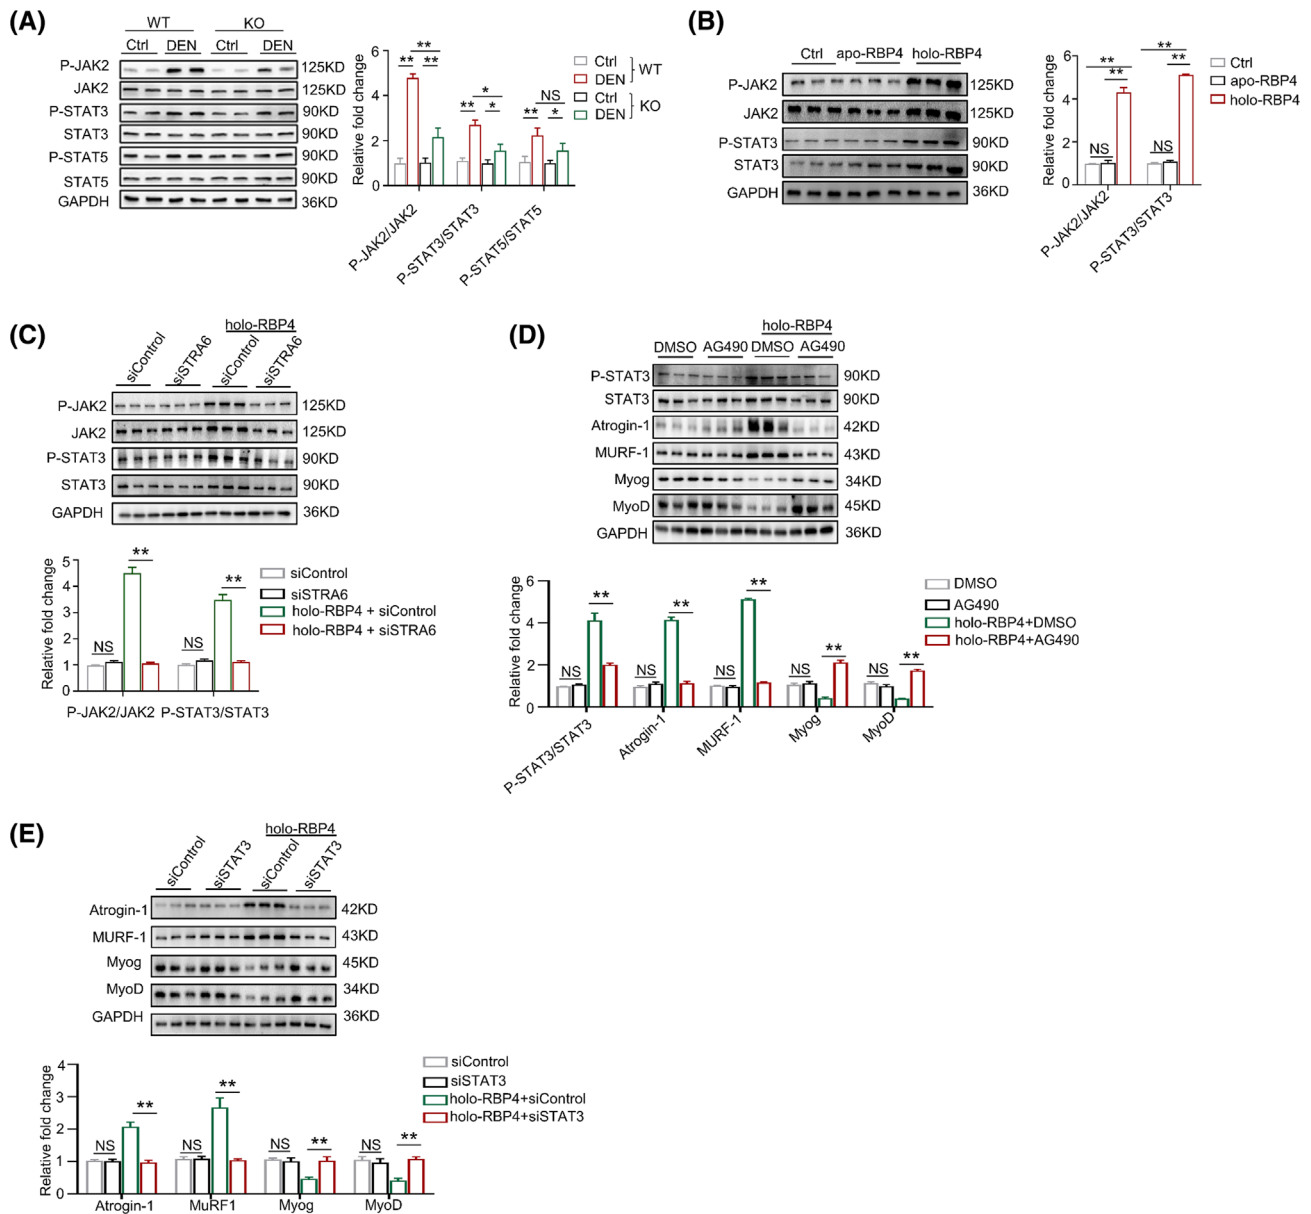 (A)
WT KO
Ctrl DEN Ctrl DEN
P-JAK2 125KD
JAK2 125KD
P-STAT3 90KD
STAT3 90KD
P-STAT5 90KD
STAT5 90KD
GAPDH 36KD
Relative fold change
6
4
2
0
** ** **
** * *
** NS *
P-JAK2/JAK2
P-STAT3/STAT3
P-STAT5/STAT5
Ctrl
DEN
WT
Ctrl
DEN
KO
(B)
Ctrl apo-RBP4 holo-RBP4
P-JAK2 125KD
JAK2 125KD
P-STAT3 90KD
STAT3 90KD
GAPDH 36KD
Relative fold change
6
4
2
0
NS ** **
NS ** **
P-JAK2/JAK2
P-STAT3/STAT3
Ctrl
apo-RBP4
holo-RBP4
(C)
holo-RBP4
siControl siSTRA6 siControl siSTRA6
P-JAK2 125KD
JAK2 125KD
P-STAT3 90KD
STAT3 90KD
GAPDH 36KD
Relative fold change
5
4
3
2
1
0
NS **
NS **
P-JAK2/JAK2 P-STAT3/STAT3
siControl
siSTRA6
holo-RBP4 + siControl
holo-RBP4 + siSTRA6
(D)
holo-RBP4
DMSO AG490 DMSO AG490
P-STAT3 90KD
STAT3 90KD
Atrogin-1 42KD
MURF-1 43KD
Myog 34KD
MyoD 45KD
GAPDH 36KD
Relative fold change
6
4
2
0
NS **
NS **
NS **
NS **
NS **
P-STAT3/STAT3
Atrogin-1
MURF-1
Myog
MyoD
DMSO
AG490
holo-RBP4+DMSO
holo-RBP4+AG490
(E)
holo-RBP4
siControl siSTAT3 siControl siSTAT3
Atrogin-1 42KD
MURF-1 43KD
Myog 45KD
MyoD 34KD
GAPDH 36KD
Relative fold change
4
3
2
1
0
NS **
NS **
NS **
NS **
Atrogin-1 MuRF1 Myog MyoD
siControl
siSTAT3
holo-RBP4+siControl
holo-RBP4+siSTAT3